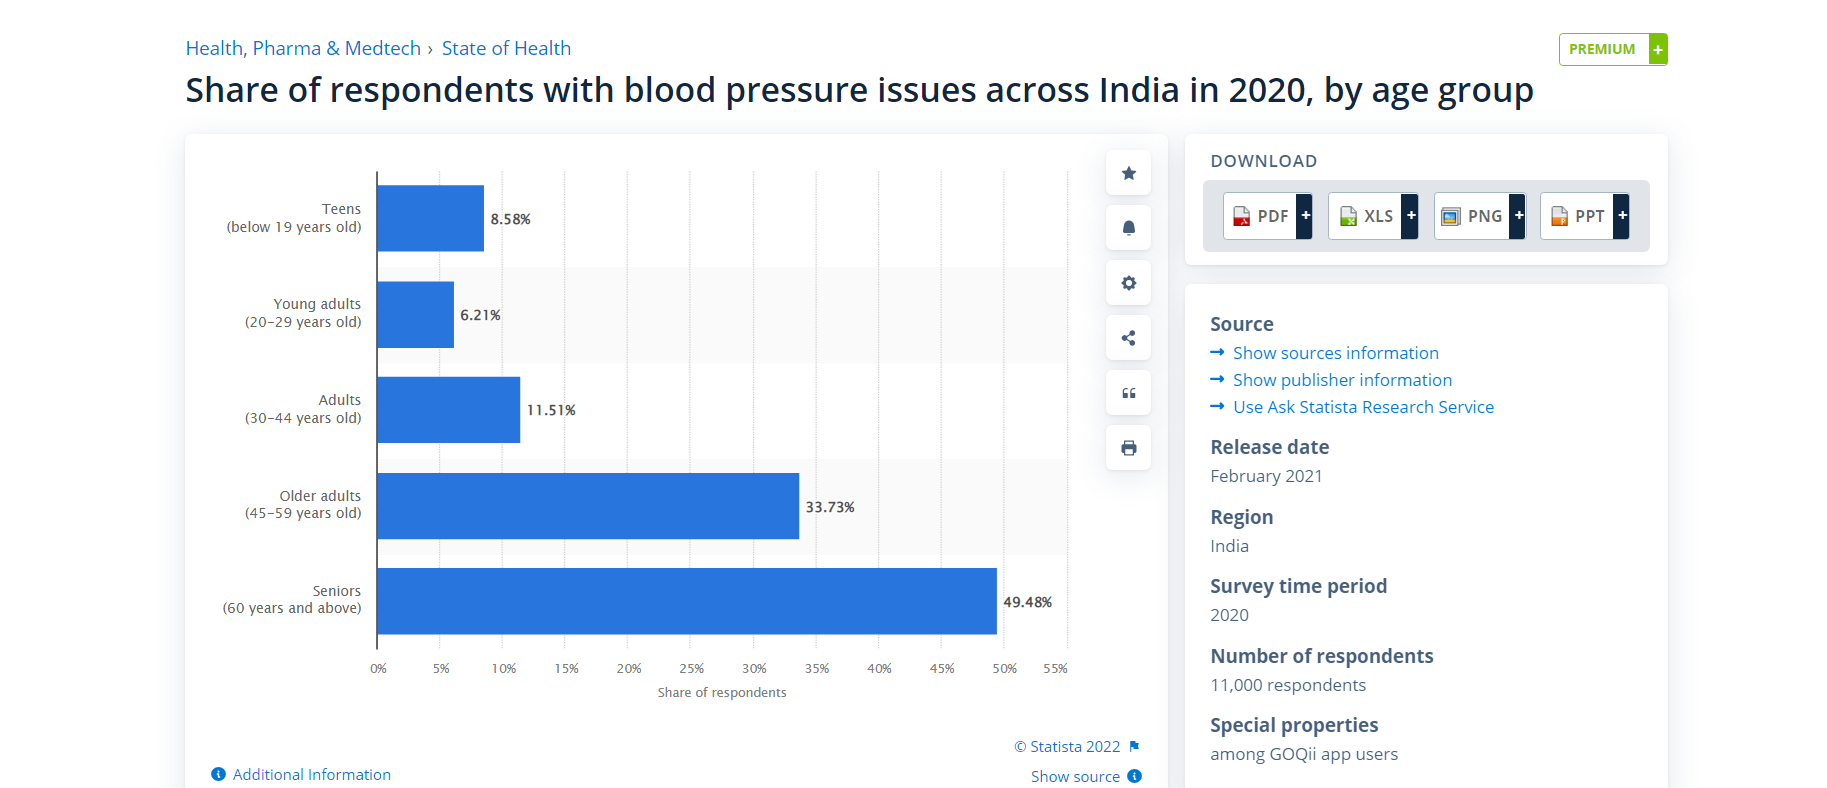 Health, Pharma & Medtech › State of Health
PREMIUM +
Share of respondents with blood pressure issues across India in 2020, by age group
Teens
(below 19 years old)
8.58%
Young adults
(20–29 years old)
6.21%
Adults
(30–44 years old)
11.51%
Older adults
(45–59 years old)
33.73%
Seniors
(60 years and above)
49.48%
0% 5% 10% 15% 20% 25% 30% 35% 40% 45% 50% 55%
Share of respondents
© Statista 2022
Additional Information
Show source
DOWNLOAD
PDF + XLS + PNG + PPT +
Source
Show sources information
Show publisher information
Use Ask Statista Research Service
Release date
February 2021
Region
India
Survey time period
2020
Number of respondents
11,000 respondents
Special properties
among GOQii app users